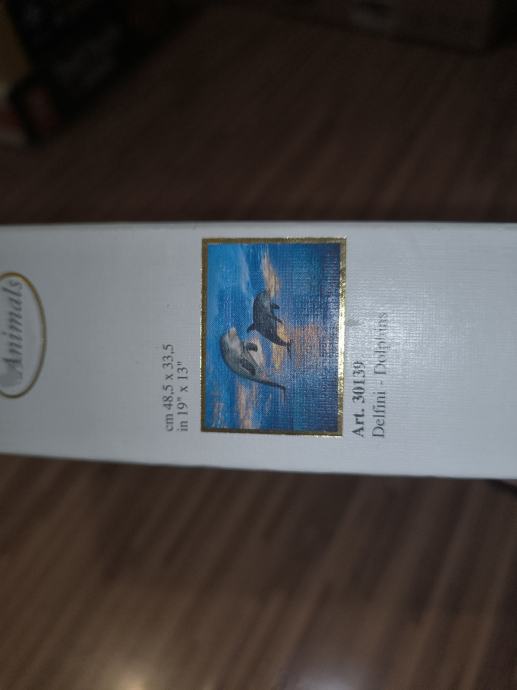 Animals
cm 48,5 x 33,5
in 19" x 13"
Art. 30139
Delfini - Dolphins